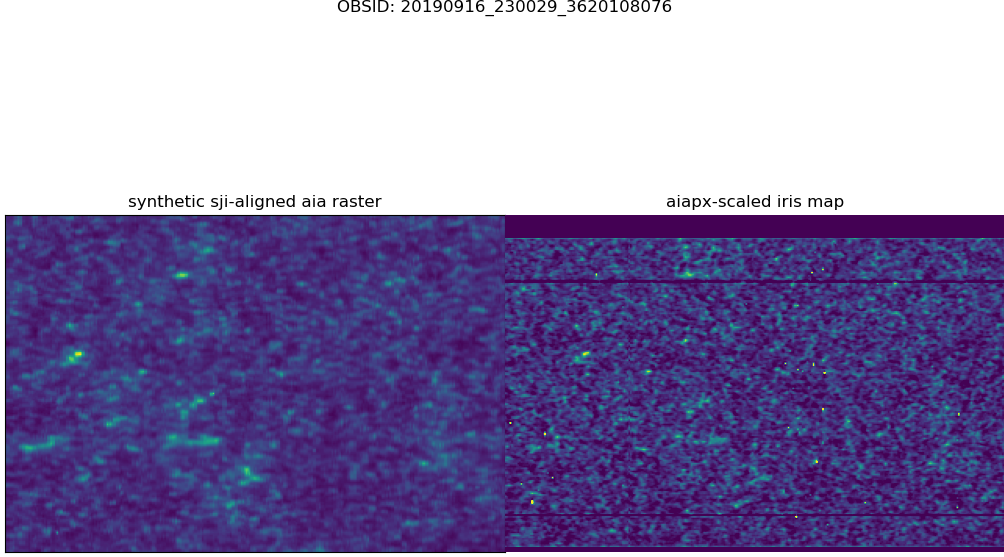 OBSID: 20190916_230029_3620108076
synthetic sji-aligned aia raster
aiapx-scaled iris map